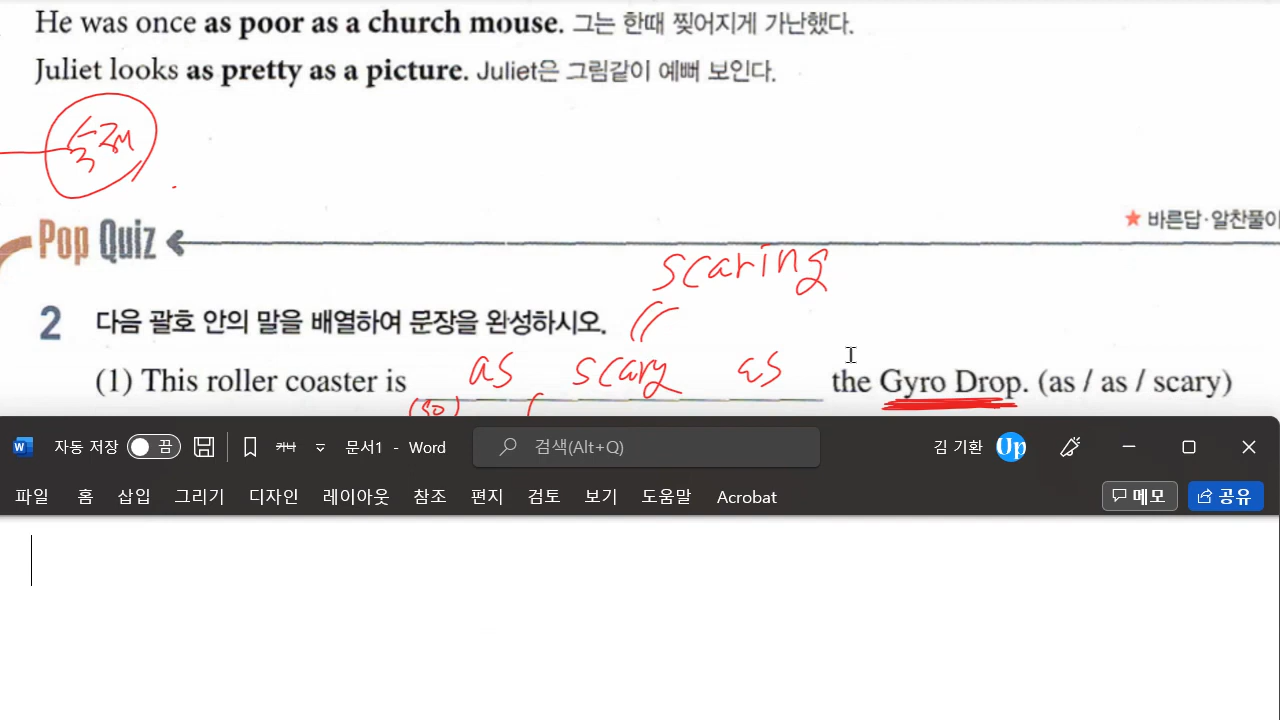 He was once as poor as a church mouse. 그는 한때 찢어지게 가난했다.
Juliet looks as pretty as a picture. Juliet은 그림같이 예뻐 보인다.
숙제
Pop Quiz
★ 바른답·알찬풀이
scaring
2 다음 괄호 안의 말을 배열하여 문장을 완성하시오.
as scary as
(1) This roller coaster is the Gyro Drop. (as / as / scary)
(so)
자동 저장 끔 가나 문서1 - Word 검색(Alt+Q) 김 기환 Up
파일 홈 삽입 그리기 디자인 레이아웃 참조 편지 검토 보기 도움말 Acrobat 메모 공유